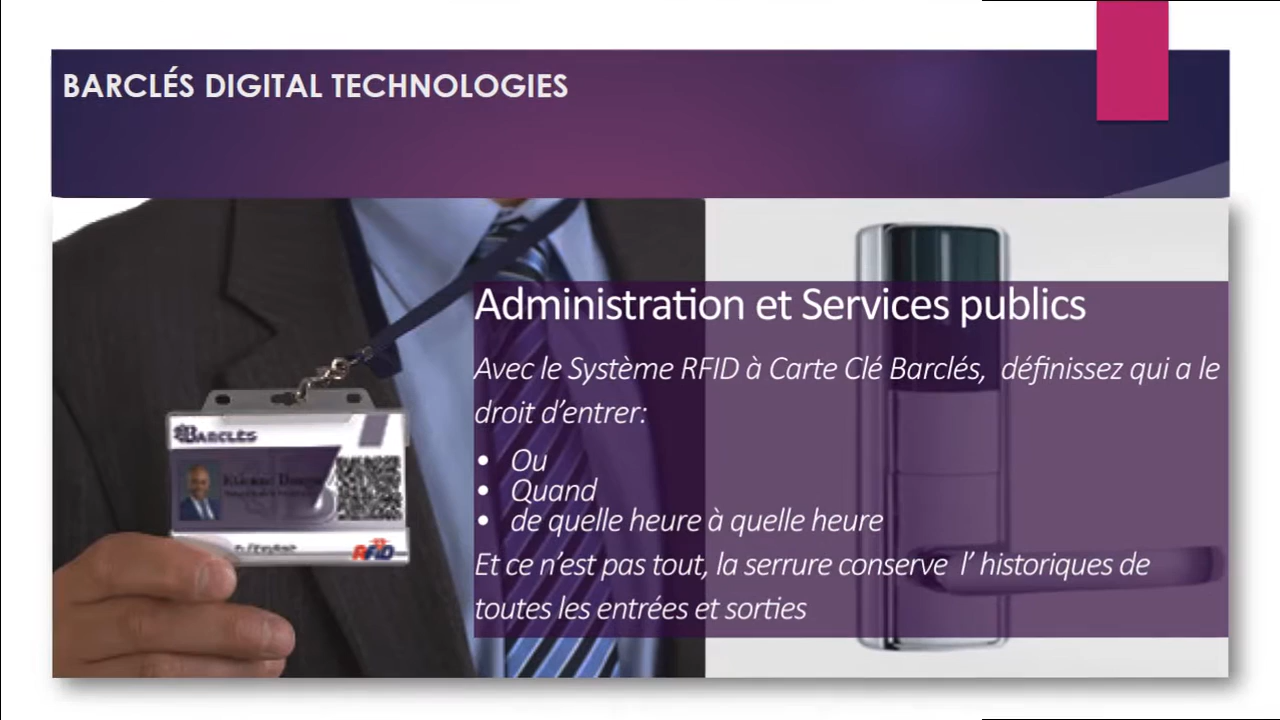 BARCLÉS DIGITAL TECHNOLOGIES
Administration et Services publics
Avec le Système RFID à Carte Clé Barclés, définissez qui a le
droit d’entrer:
• Ou
• Quand
• de quelle heure à quelle heure
Et ce n’est pas tout, la serrure conserve l’ historiques de
toutes les entrées et sorties
BARCLÉS
RFID